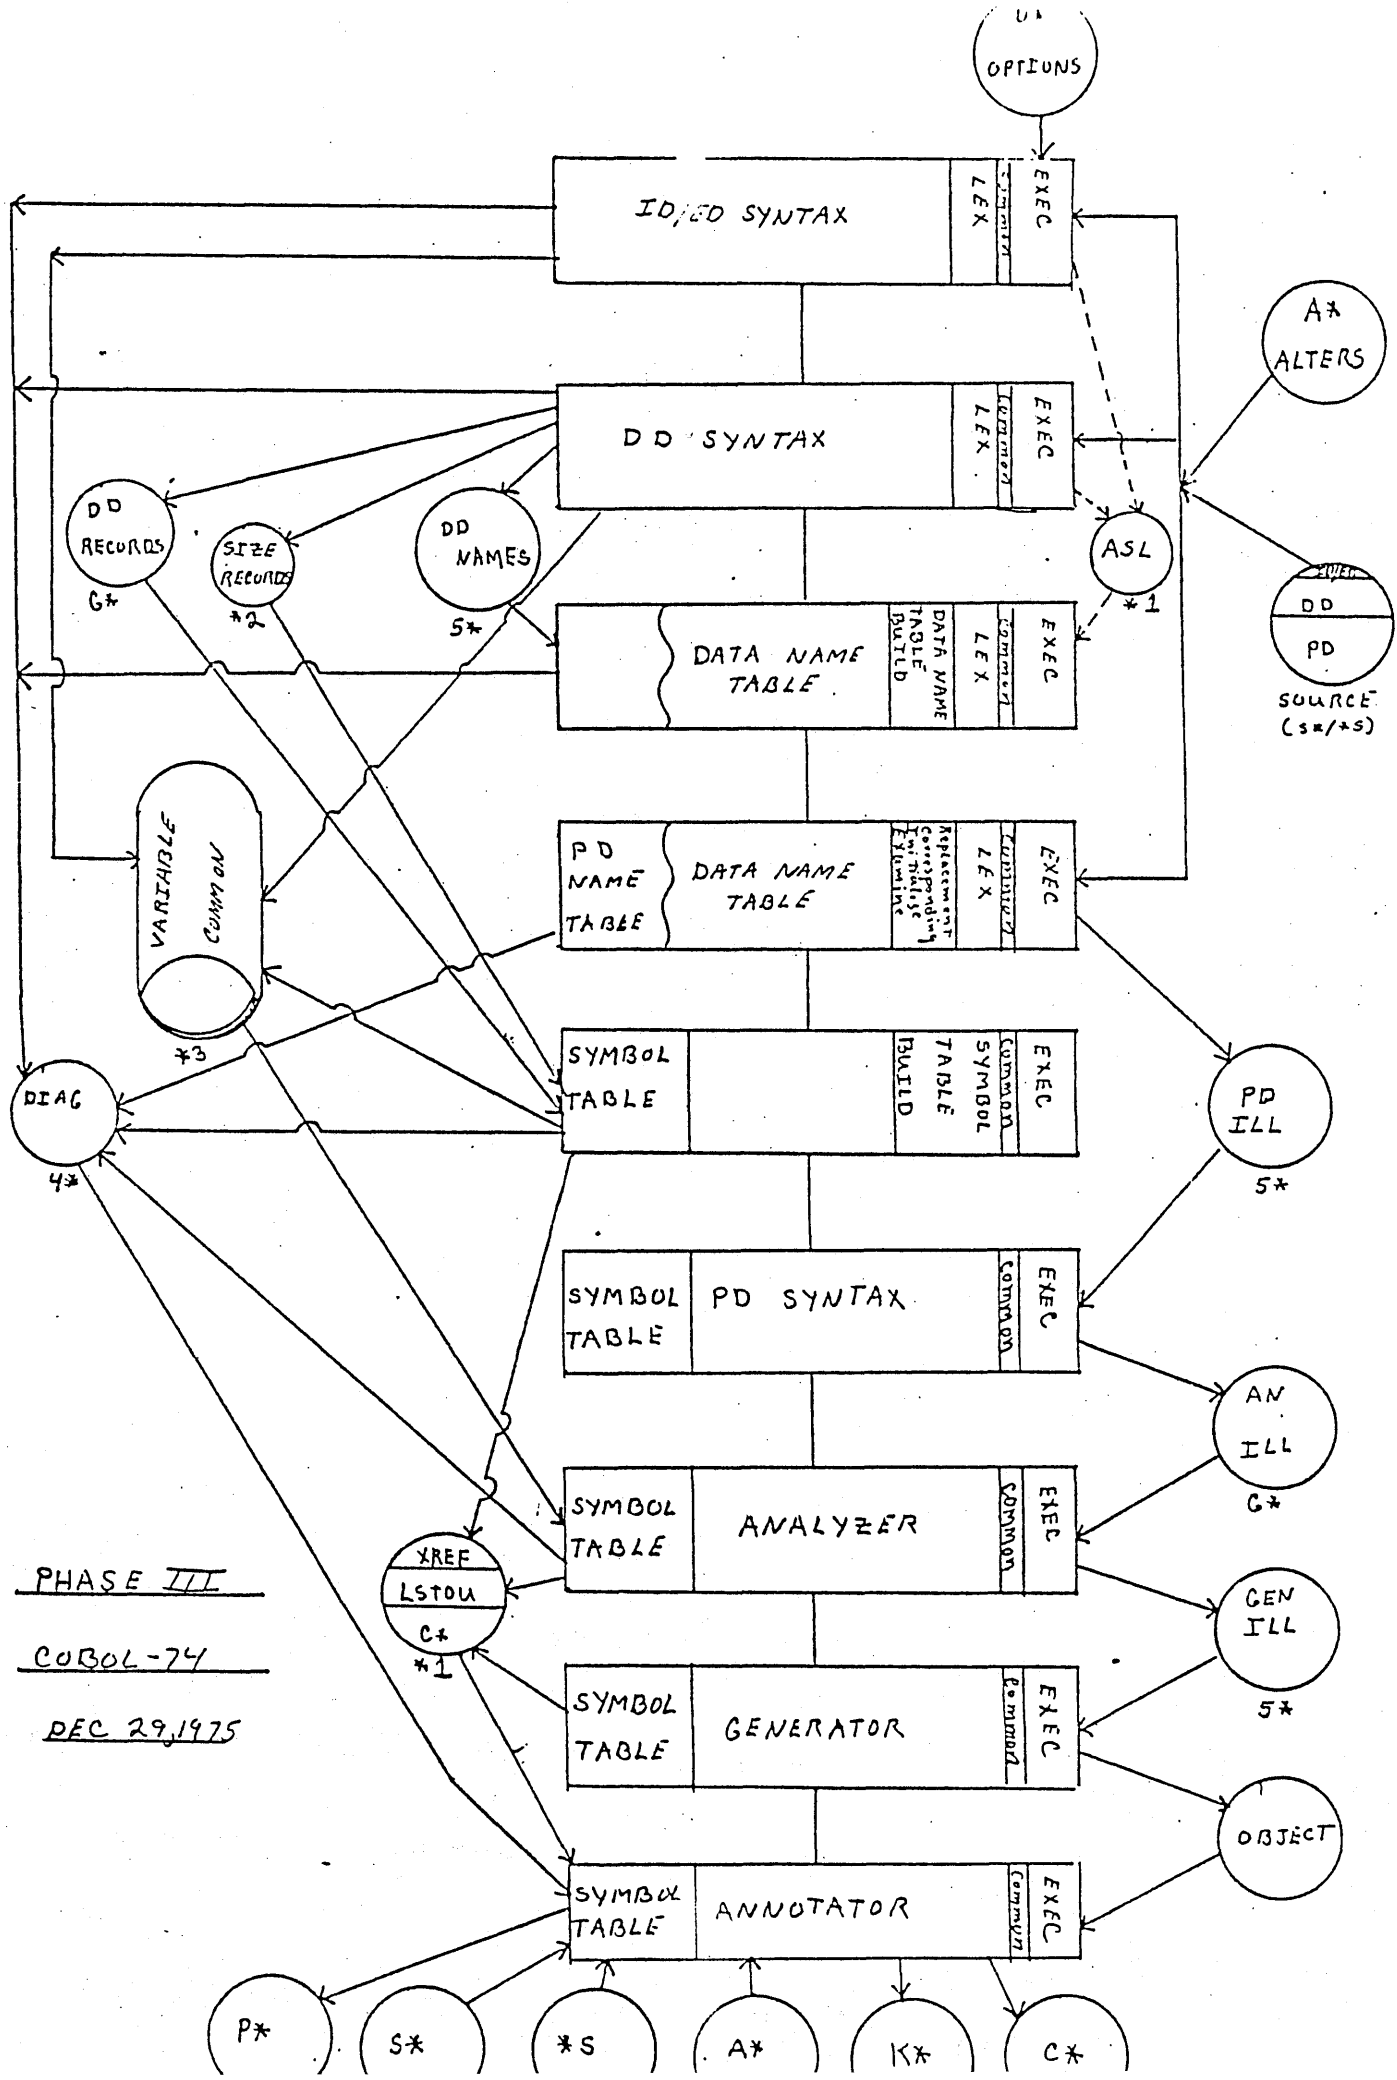 OPTIONS
ID/ED SYNTAX
LEX
Common
EXEC
A*
ALTERS
DD SYNTAX
LEX
Common
EXEC
DD
RECORDS
6*
SIZE
RECORDS
*2
DD
NAMES
5*
ASL
*1
DD
PD
SOURCE
(S*/*S)
DATA NAME
TABLE
DATA NAME
TABLE
BUILD
LEX
Common
EXEC
VARIABLE
COMMON
*3
PD
NAME
TABLE
DATA NAME
TABLE
Replacement
Corresponding
Initialise
Examine
LEX
Common
EXEC
SYMBOL
TABLE
SYMBOL
TABLE
BUILD
Common
EXEC
DIAG
4*
PD
ILL
5*
SYMBOL
TABLE
PD SYNTAX
Common
EXEC
AN
ILL
6*
SYMBOL
TABLE
ANALYZER
Common
EXEC
XREF
LSTOU
C*
*1
GEN
ILL
5*
PHASE III
COBOL-74
DEC 29, 1975
SYMBOL
TABLE
GENERATOR
Common
EXEC
OBJECT
SYMBOL
TABLE
ANNOTATOR
Common
EXEC
P*
S*
*S
A*
K*
C*